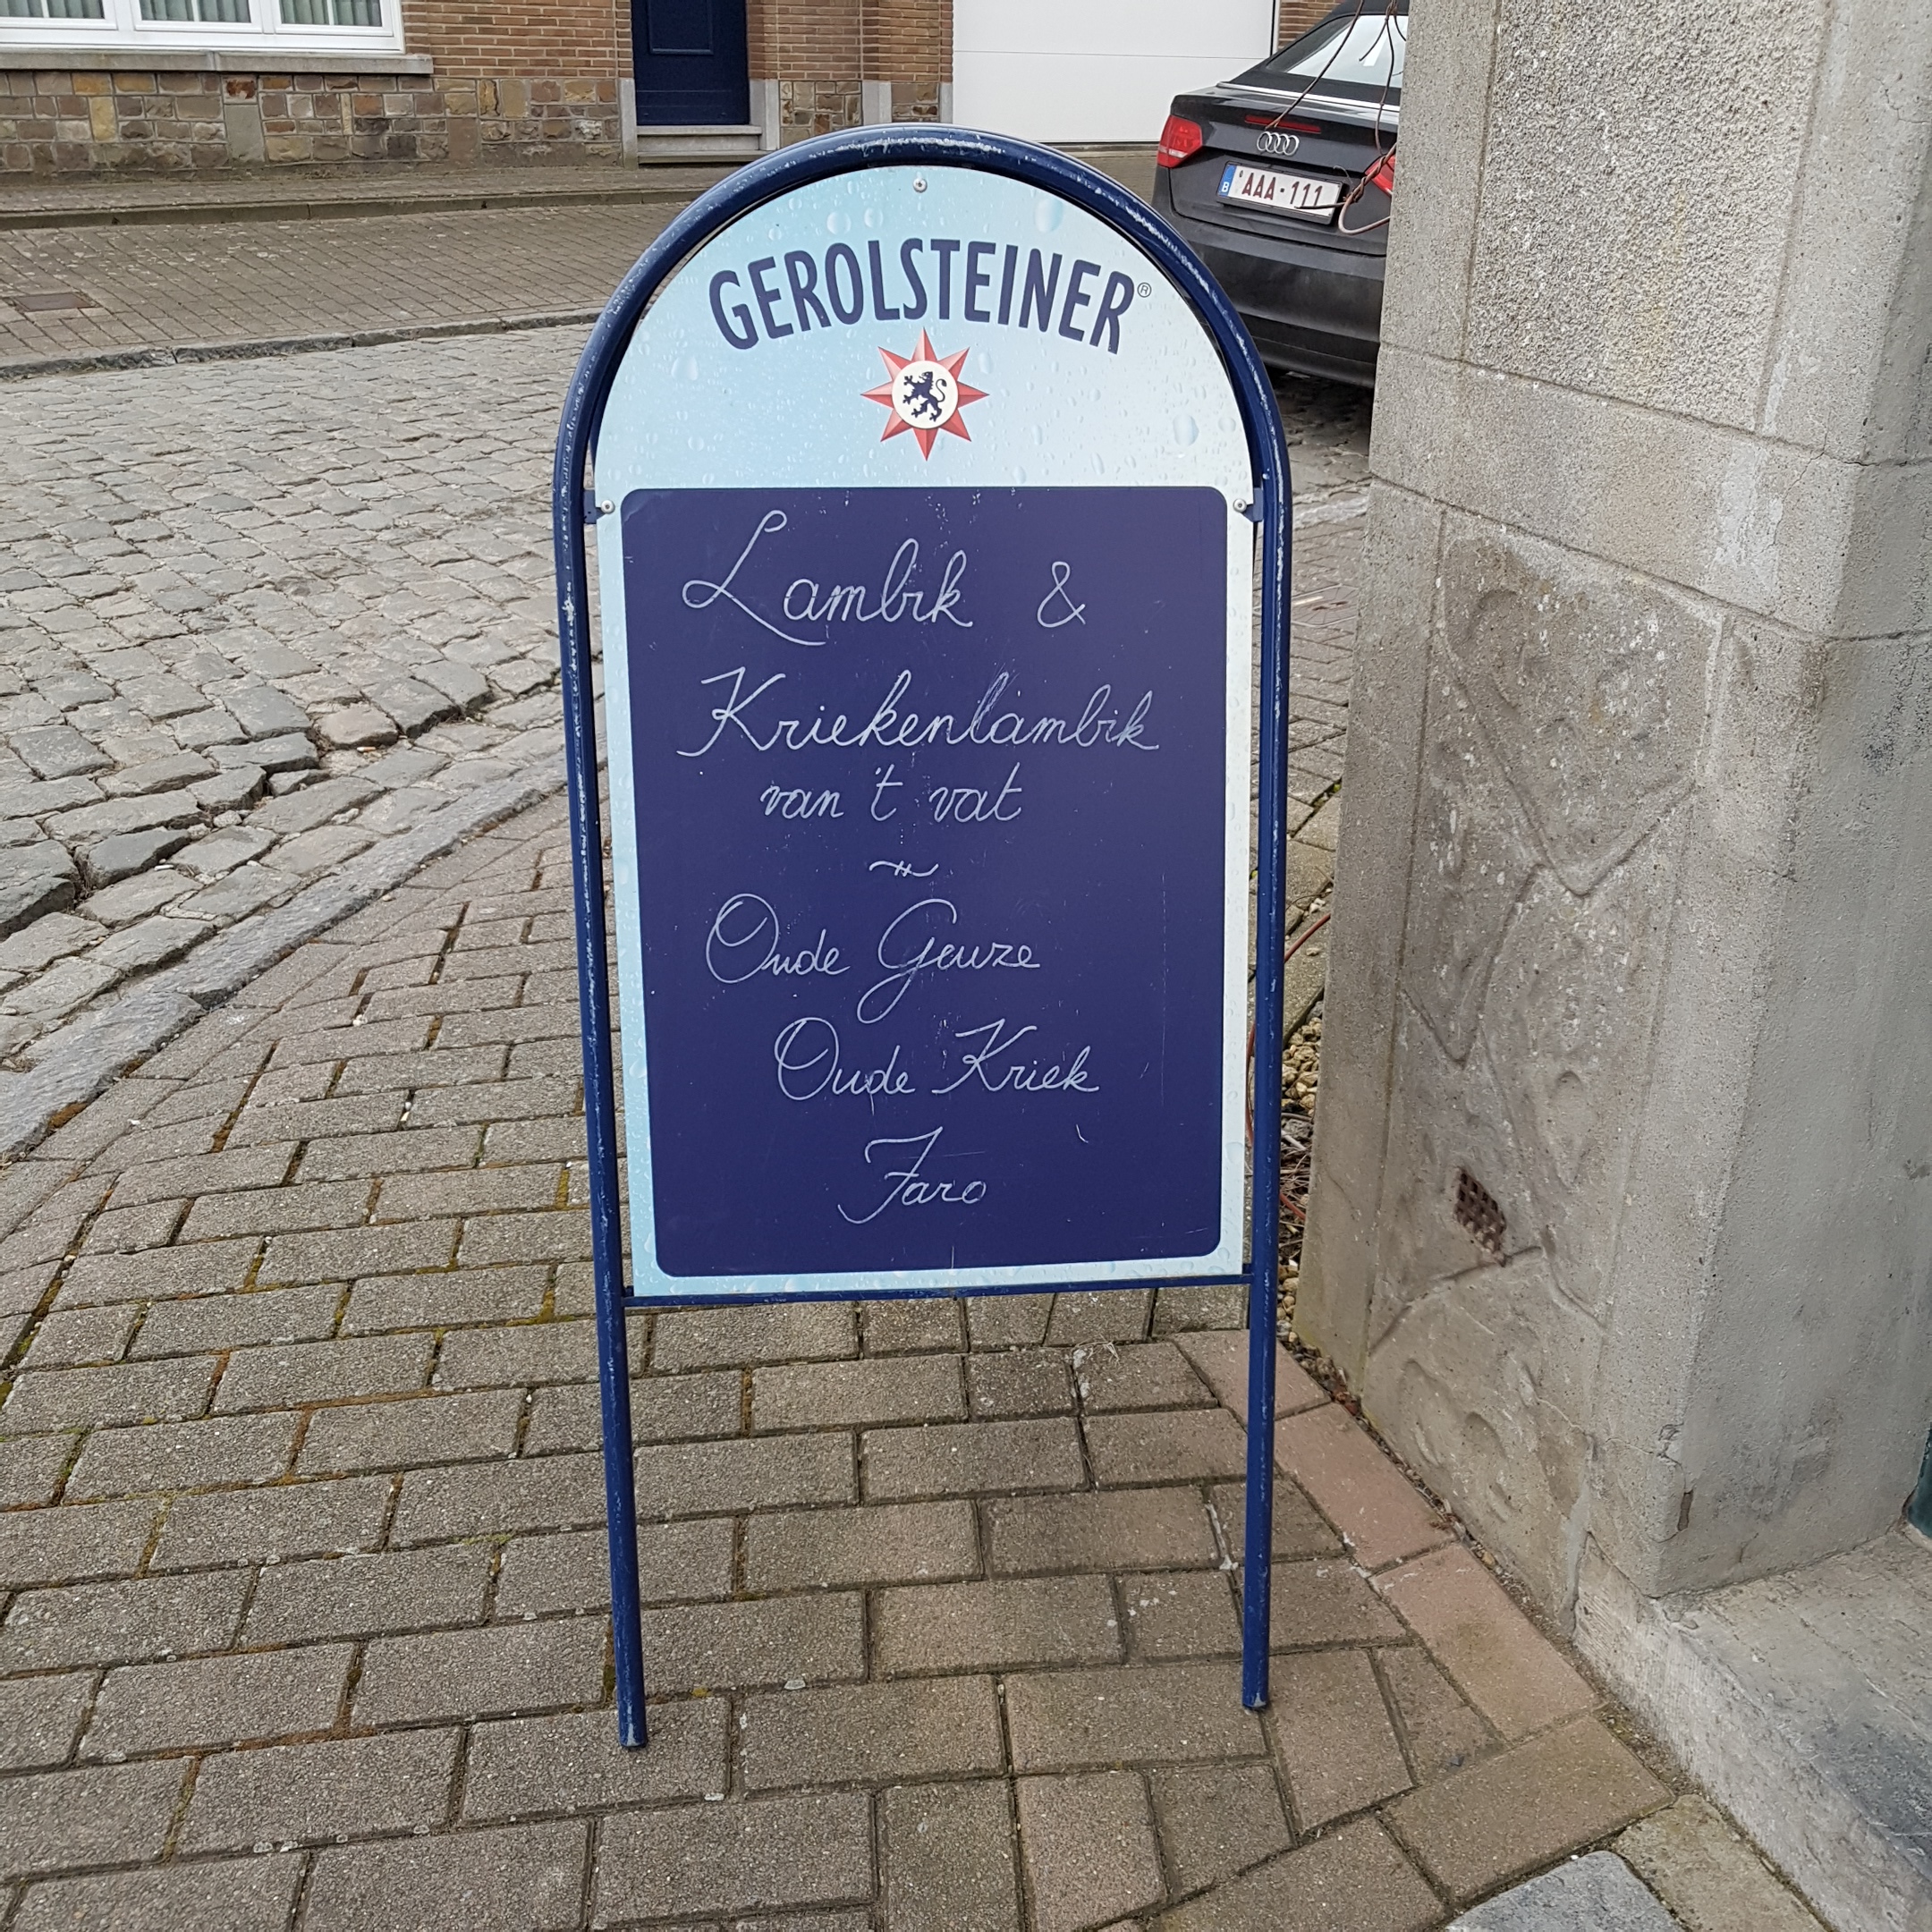 GEROLSTEINER®
Lambik &
Kriekenlambik
van 't vat
~
Oude Geuze
Oude Kriek
Faro
B AAA·111